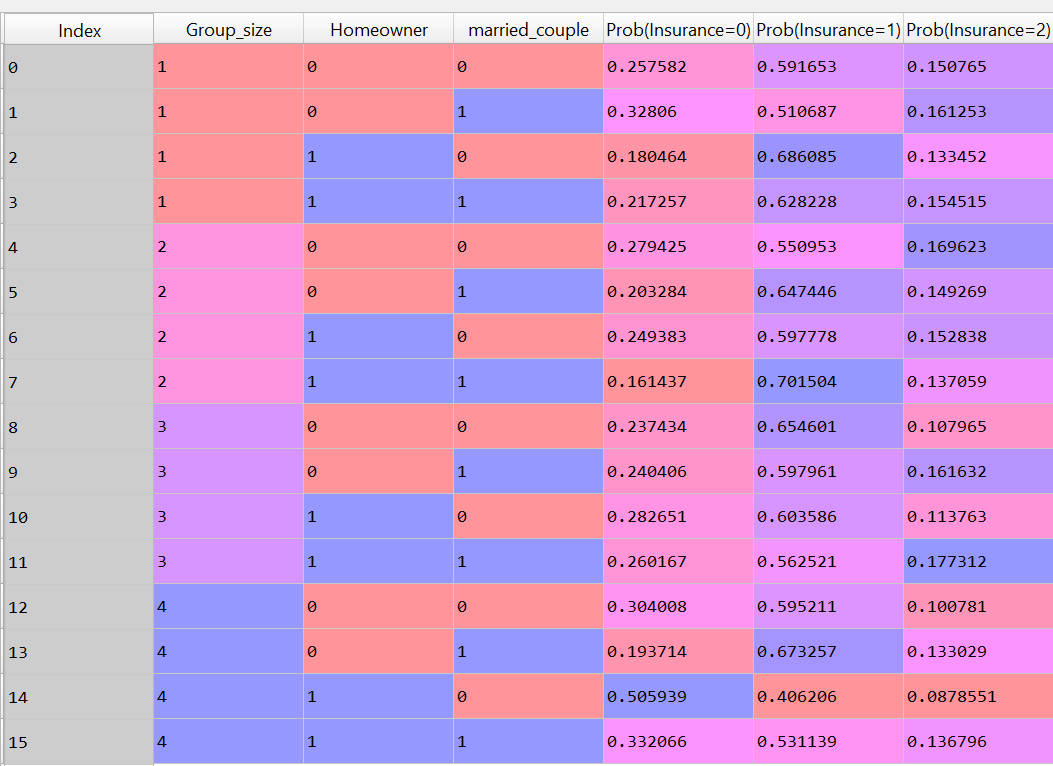 Index Group_size Homeowner married_couple Prob(Insurance=0) Prob(Insurance=1) Prob(Insurance=2)
0 1 0 0 0.257582 0.591653 0.150765
1 1 0 1 0.32806 0.510687 0.161253
2 1 1 0 0.180464 0.686085 0.133452
3 1 1 1 0.217257 0.628228 0.154515
4 2 0 0 0.279425 0.550953 0.169623
5 2 0 1 0.203284 0.647446 0.149269
6 2 1 0 0.249383 0.597778 0.152838
7 2 1 1 0.161437 0.701504 0.137059
8 3 0 0 0.237434 0.654601 0.107965
9 3 0 1 0.240406 0.597961 0.161632
10 3 1 0 0.282651 0.603586 0.113763
11 3 1 1 0.260167 0.562521 0.177312
12 4 0 0 0.304008 0.595211 0.100781
13 4 0 1 0.193714 0.673257 0.133029
14 4 1 0 0.505939 0.406206 0.0878551
15 4 1 1 0.332066 0.531139 0.136796